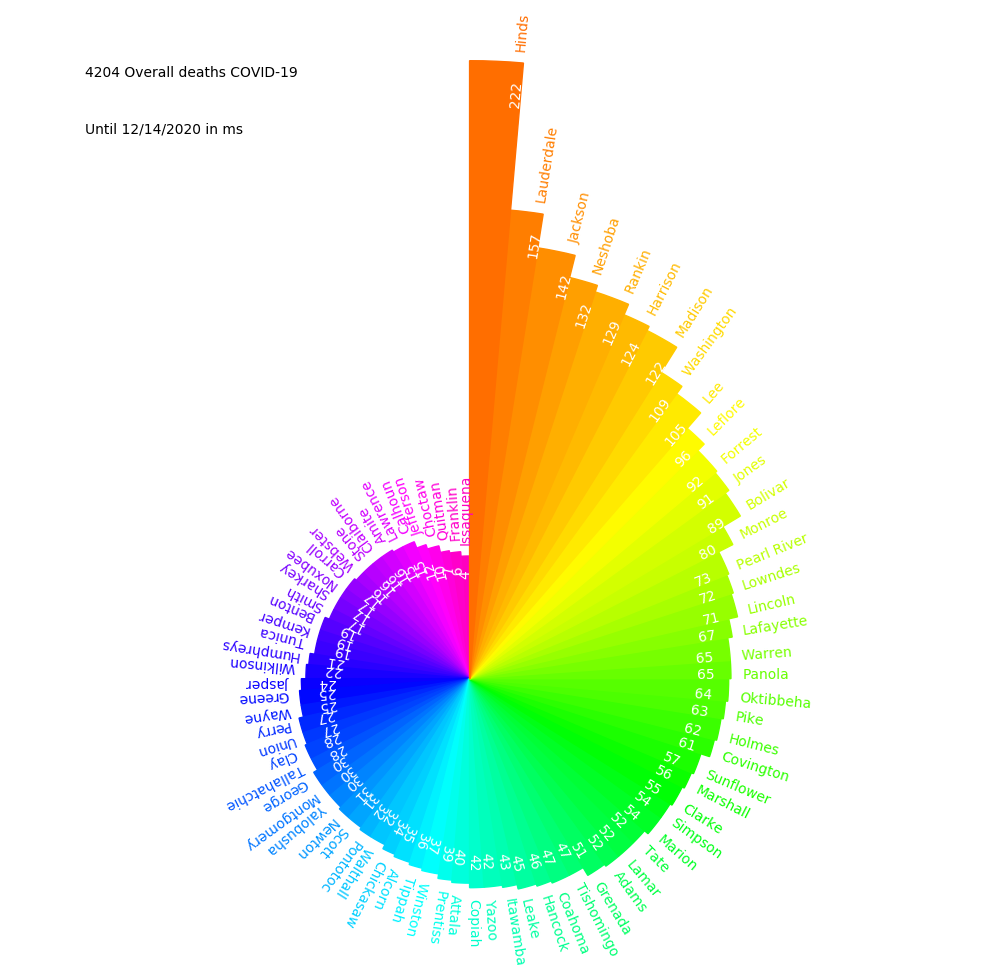 4204 Overall deaths COVID-19
Until 12/14/2020 in ms
Hinds
222
Lauderdale
157
Jackson
142
Neshoba
132
Rankin
129
Harrison
124
Madison
122
Washington
109
Lee
105
Leflore
96
Forrest
92
Jones
91
Bolivar
89
Monroe
80
Pearl River
73
Lowndes
72
Lincoln
71
Lafayette
67
Warren
65
Panola
65
Oktibbeha
64
Pike
63
Holmes
62
Covington
61
Sunflower
57
Marshall
56
Clarke
55
Simpson
54
Marion
54
Tate
52
Lamar
52
Adams
52
Grenada
51
Tishomingo
47
Coahoma
47
Hancock
46
Leake
45
Itawamba
43
Yazoo
42
Copiah
42
Attala
40
Prentiss
39
Winston
37
Tippah
36
Alcorn
35
Chickasaw
34
Walthall
Pontotoc
Scott
Newton
Yalobusha
Montgomery
George
Tallahatchie
Clay
Union
Perry
Wayne
Greene
25
Jasper
24
Wilkinson
22
Humphreys
21
Tunica
Kemper
Benton
Smith
Sharkey
Noxubee
Carroll
Webster
Stone
Claiborne
Amite
Lawrence
Calhoun
Jefferson
Choctaw
Quitman
Franklin
Issaquena
4